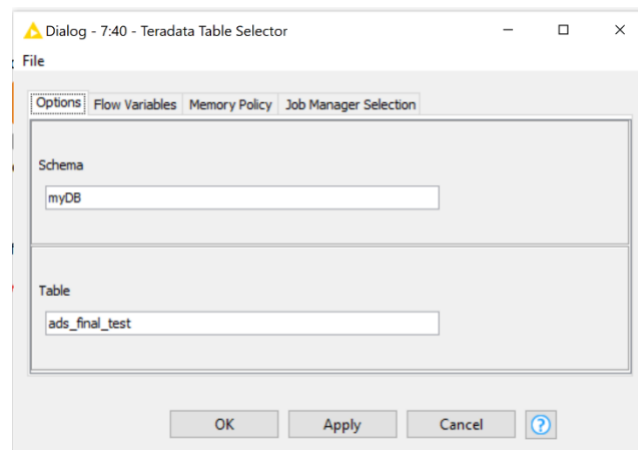 Dialog - 7:40 - Teradata Table Selector
File
Options Flow Variables Memory Policy Job Manager Selection
Schema
myDB
Table
ads_final_test
OK Apply Cancel ?